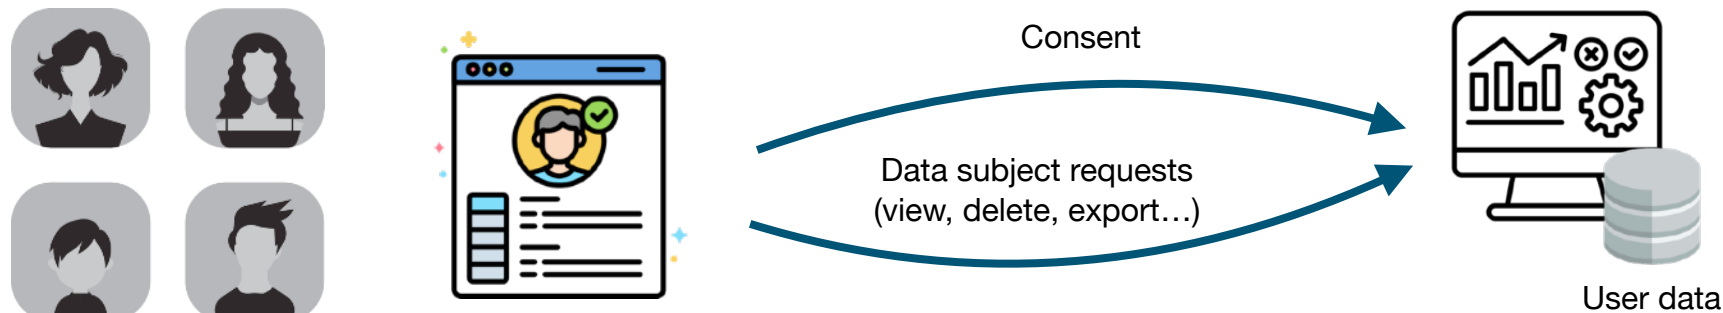 Consent
Data subject requests
(view, delete, export…)
User data